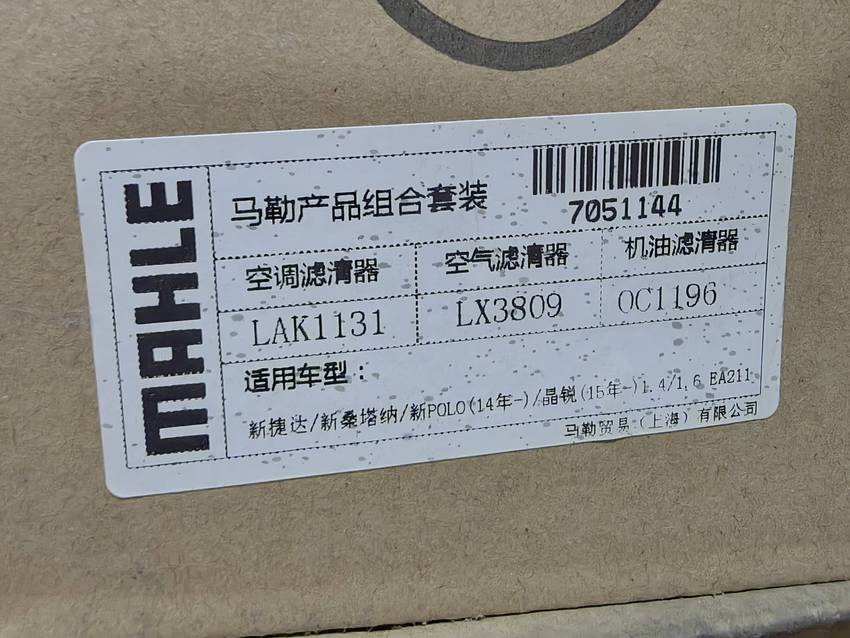 MAHLE
马勒产品组合套装
7051144
空调滤清器 空气滤清器 机油滤清器
LAK1131 LX3809 OC1196
适用车型：
新捷达/新桑塔纳/新POLO(14年-)/晶锐(15年-)1.4/1.6 EA211
马勒贸易（上海）有限公司